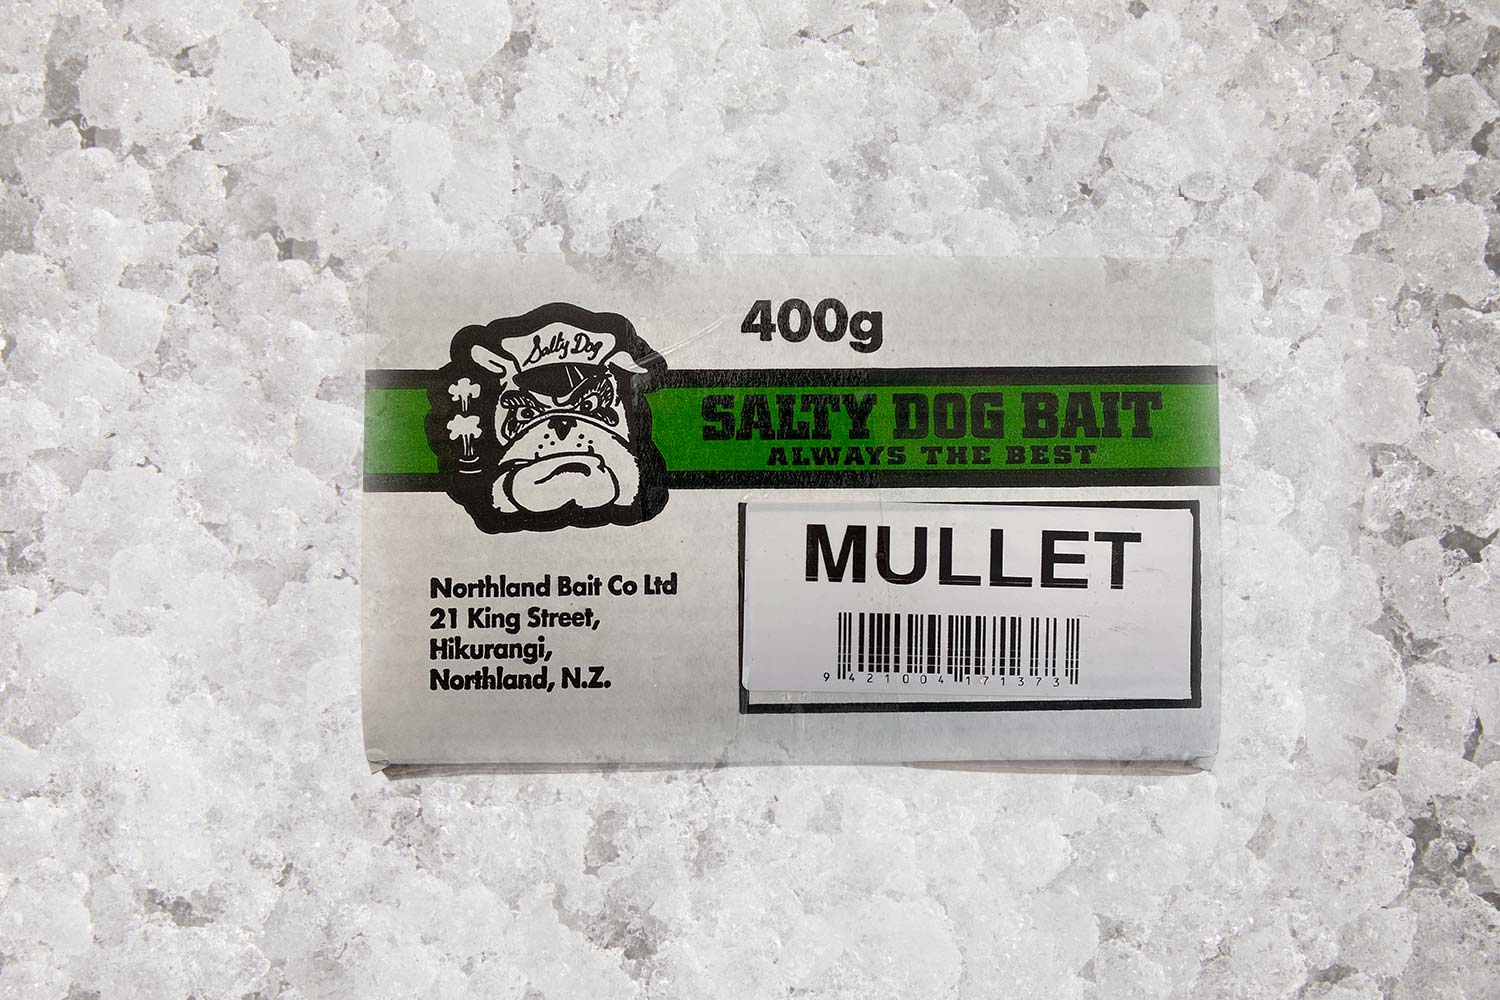 400g
Salty Dog
SALTY DOG BAIT
ALWAYS THE BEST
MULLET
Northland Bait Co Ltd
21 King Street,
Hikurangi,
Northland, N.Z.
9 421004 171373